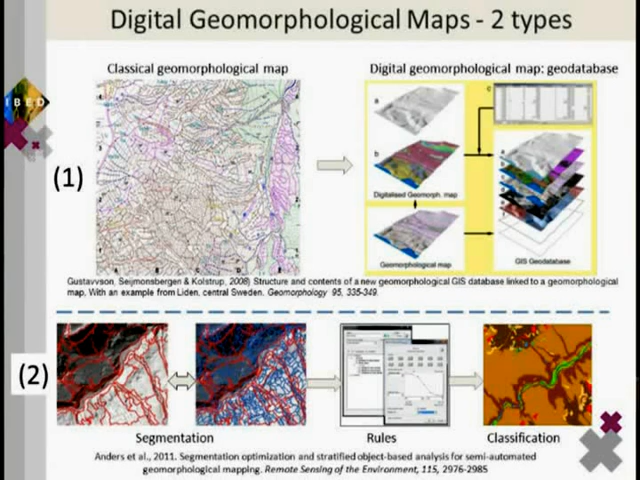 Digital Geomorphological Maps - 2 types
Classical geomorphological map
Digital geomorphological map: geodatabase
IBED
(1)
a
c
b
Digitalised Geomorph. map
Geomorphological map
GIS Geodatabase
Gustavvson, Seijmonsbergen & Kolstrup, 2008) Structure and contents of a new geomorphological GIS database linked to a geomorphological
map, With an example from Liden, central Sweden. Geomorphology 95, 335-349.
(2)
Segmentation
Rules
Classification
Anders et al., 2011. Segmentation optimization and stratified object-based analysis for semi-automated
geomorphological mapping. Remote Sensing of the Environment, 115, 2976-2985